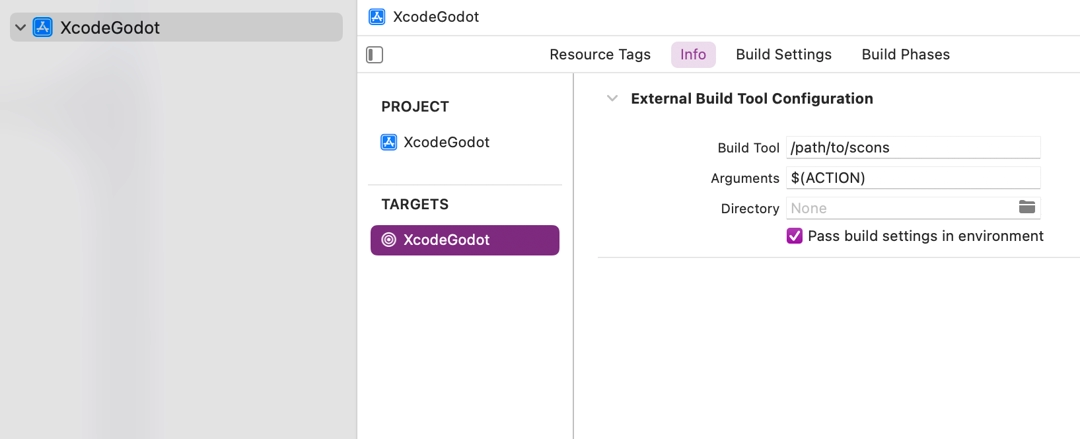 XcodeGodot
XcodeGodot
Resource Tags Info Build Settings Build Phases
PROJECT
XcodeGodot
TARGETS
XcodeGodot
External Build Tool Configuration
Build Tool /path/to/scons
Arguments $(ACTION)
Directory None
Pass build settings in environment